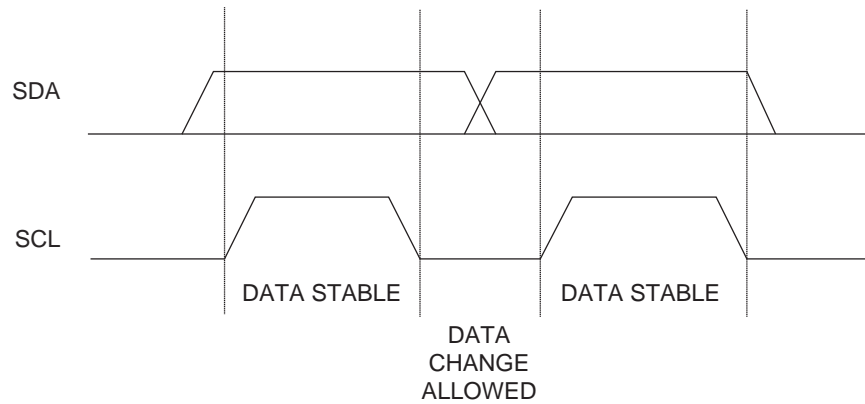 SDA
SCL
DATA STABLE
DATA STABLE
DATA
CHANGE
ALLOWED